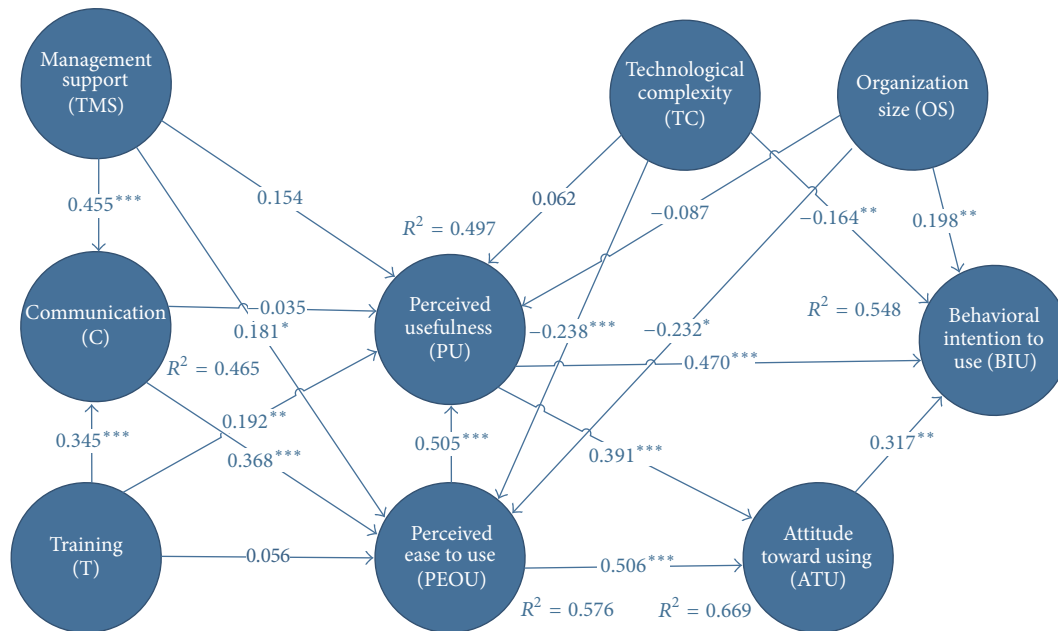 Management
support
(TMS)
Technological
complexity
(TC)
Organization
size (OS)
0.455***
0.154
0.062
−0.087
−0.164**
0.198**
R² = 0.497
Communication
(C)
−0.035
0.181*
Perceived
usefulness
(PU)
−0.238***
−0.232*
R² = 0.548
Behavioral
intention to
use (BIU)
R² = 0.465
0.470***
0.345***
0.192**
0.368***
0.505***
0.391***
0.317**
Training
(T)
0.056
Perceived
ease to use
(PEOU)
0.506***
Attitude
toward using
(ATU)
R² = 0.576
R² = 0.669